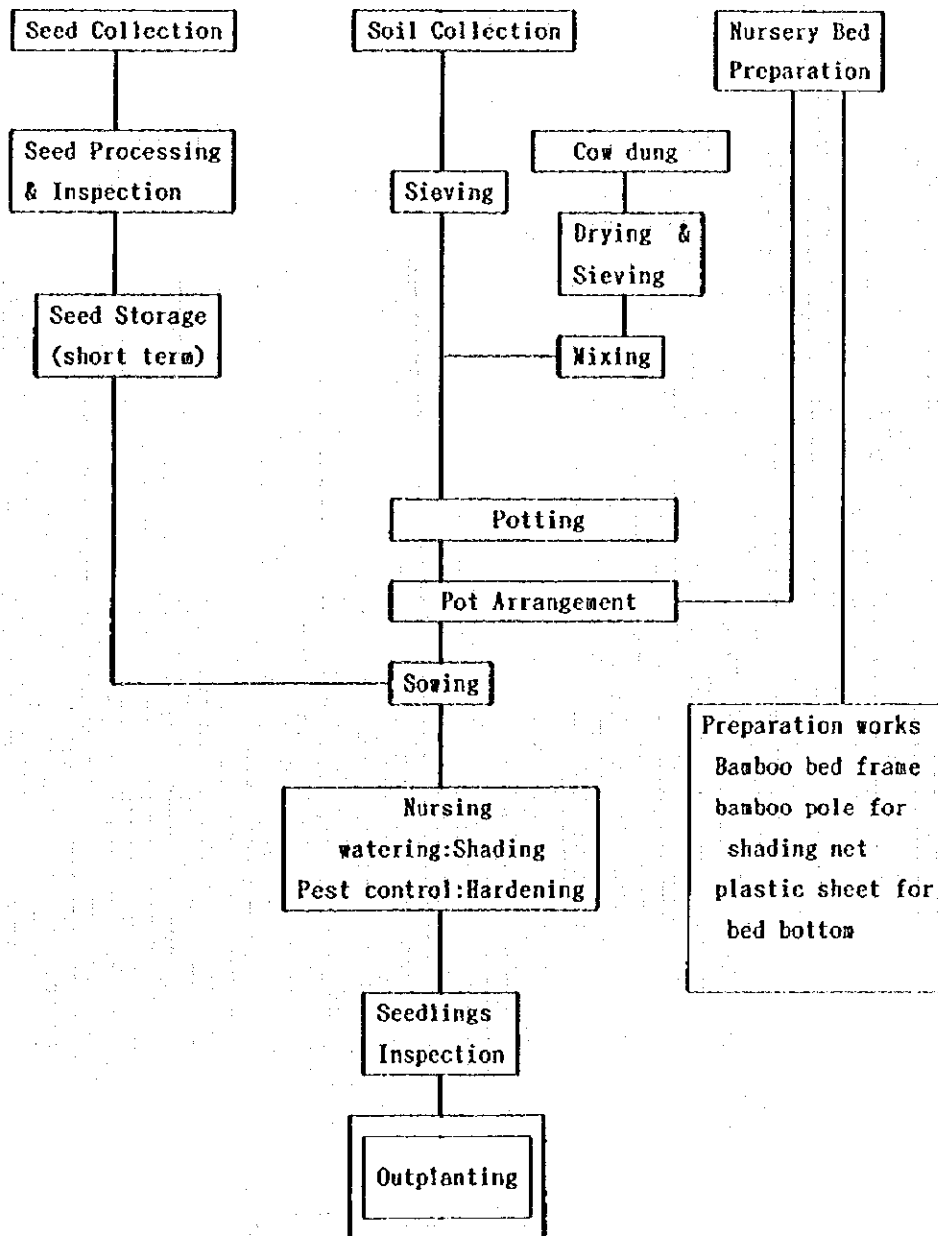 Seed Collection
Soil Collection
Nursery Bed
Preparation
Seed Processing
& Inspection
Cow dung
Sieving
Drying &
Sieving
Seed Storage
(short term)
Mixing
Potting
Pot Arrangement
Sowing
Preparation works
Bamboo bed frame
bamboo pole for
shading net
plastic sheet for
bed bottom
Nursing
watering:Shading
Pest control:Hardening
Seedlings
Inspection
Outplanting